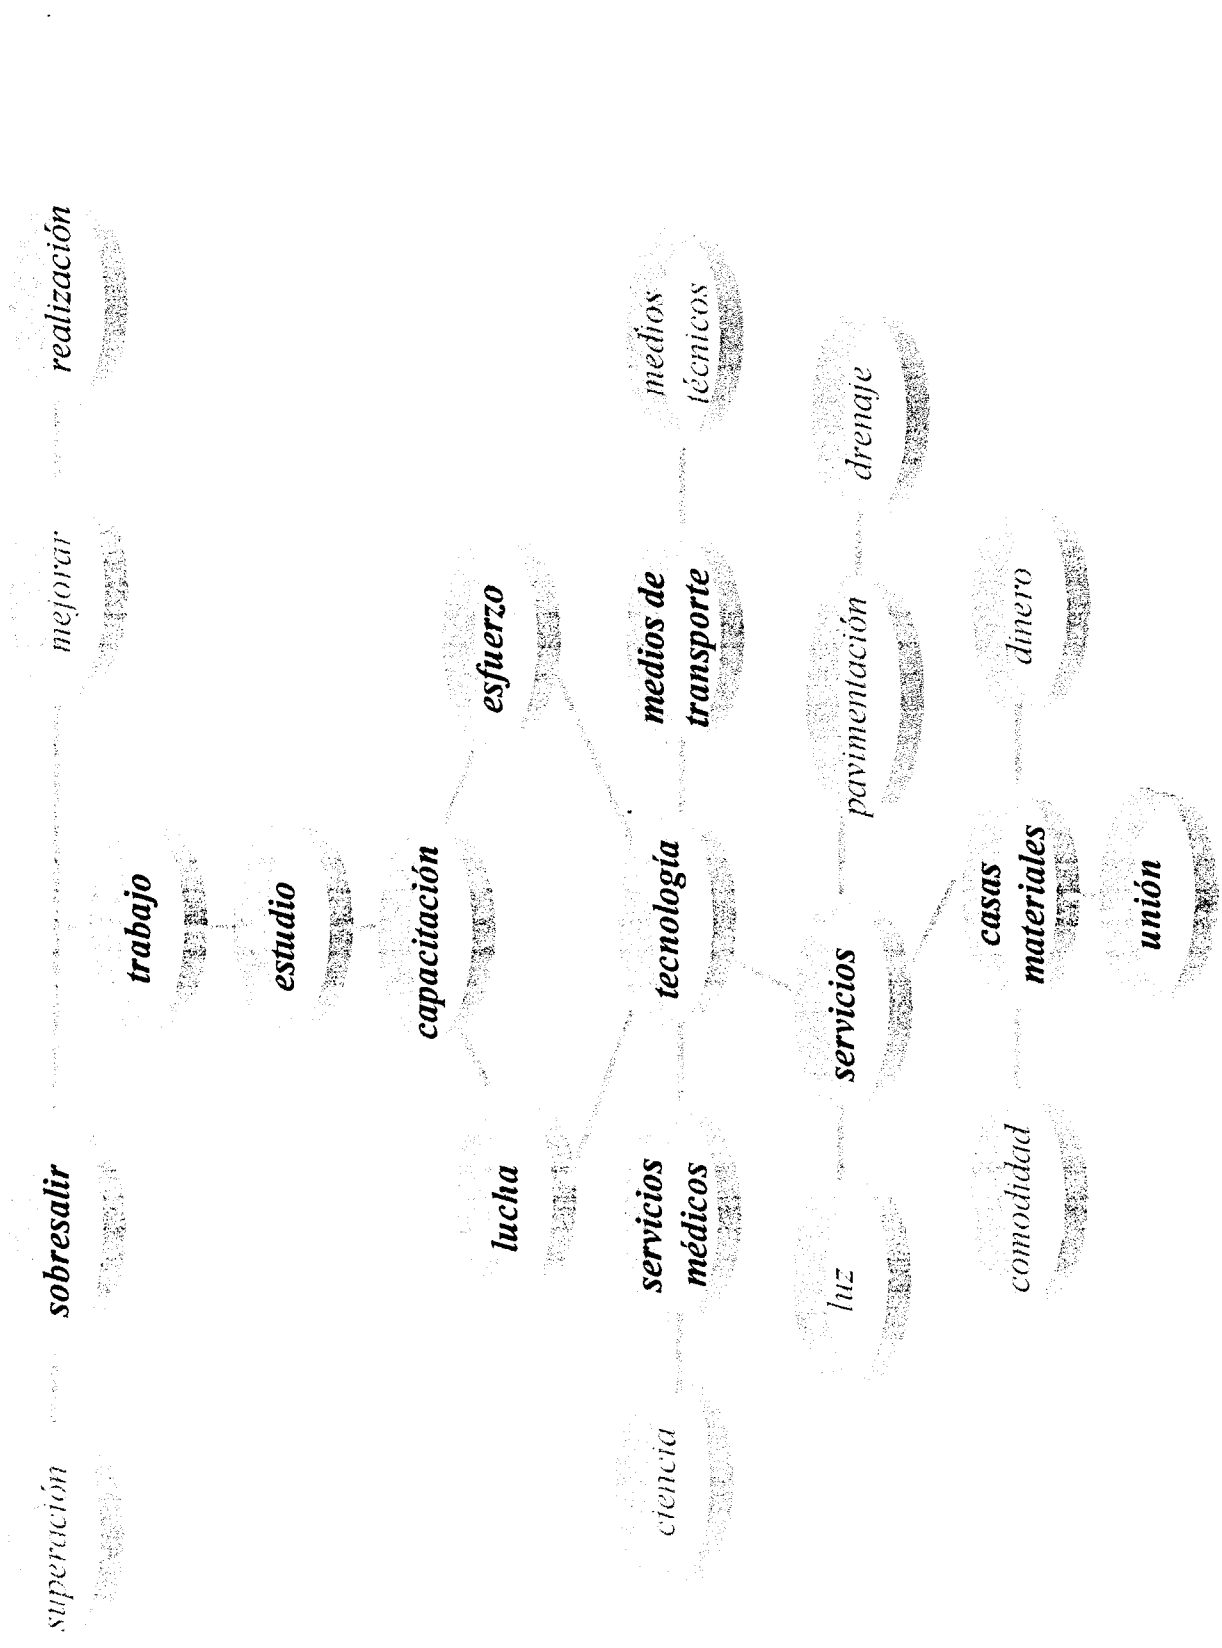 superación
sobresalir
mejorar
realización
trabajo
estudio
capacitación
lucha
esfuerzo
ciencia
servicios
médicos
tecnología
medios de
transporte
medios
técnicos
luz
servicios
pavimentación
drenaje
comodidad
casas
materiales
dinero
unión